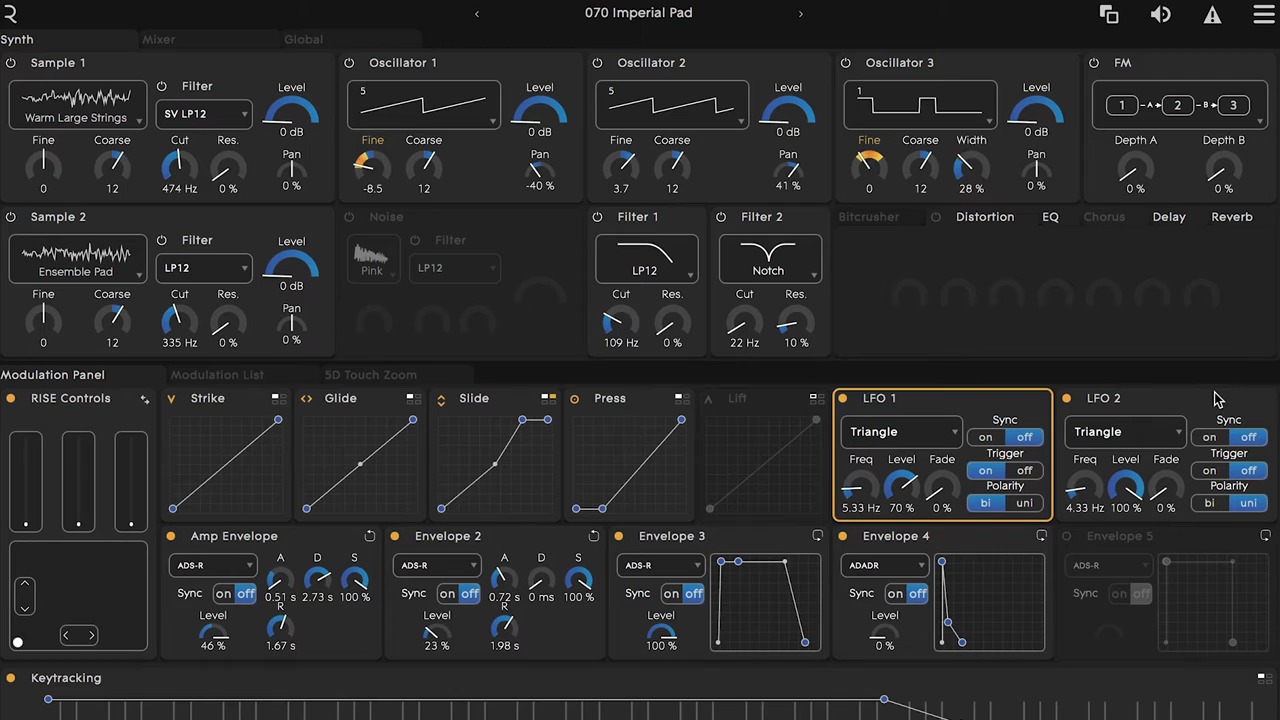 070 Imperial Pad
Synth Mixer Global
Sample 1
Warm Large Strings
Filter
SV LP12
Level
0 dB
Fine Coarse Cut Res. Pan
0 12 474 Hz 0 % 0 %
Oscillator 1
5
Level
0 dB
Fine Coarse Pan
-8.5 12 -40 %
Oscillator 2
5
Level
0 dB
Fine Coarse Pan
3.7 12 41 %
Oscillator 3
1
Level
0 dB
Fine Coarse Width Pan
0 12 28 % 0 %
FM
1 A 2 B 3
Depth A Depth B
0 % 0 %
Sample 2
Ensemble Pad
Filter
LP12
Level
0 dB
Fine Coarse Cut Res. Pan
0 12 335 Hz 0 % 0 %
Noise
Pink
Filter
LP12
Filter 1
LP12
Cut Res.
109 Hz 0 %
Filter 2
Notch
Cut Res.
22 Hz 10 %
Bitcrusher Distortion EQ Chorus Delay Reverb
Modulation Panel Modulation List 5D Touch Zoom
RISE Controls
Strike
Glide
Slide
Press
Lift
LFO 1
Triangle
Sync
on off
Trigger
on off
Polarity
bi uni
Freq Level Fade
5.33 Hz 70 % 0 %
LFO 2
Triangle
Sync
on off
Trigger
on off
Polarity
bi uni
Freq Level Fade
4.33 Hz 100 % 0 %
Amp Envelope
ADS-R
Sync on off
Level
46 %
A D S
0.51 s 2.73 s 100 %
R
1.67 s
Envelope 2
ADS-R
Sync on off
Level
23 %
A D S
0.72 s 0 ms 100 %
R
1.98 s
Envelope 3
ADS-R
Sync on off
Level
100 %
Envelope 4
ADADR
Sync on off
Level
0 %
Envelope 5
ADS-R
Sync on off
Keytracking